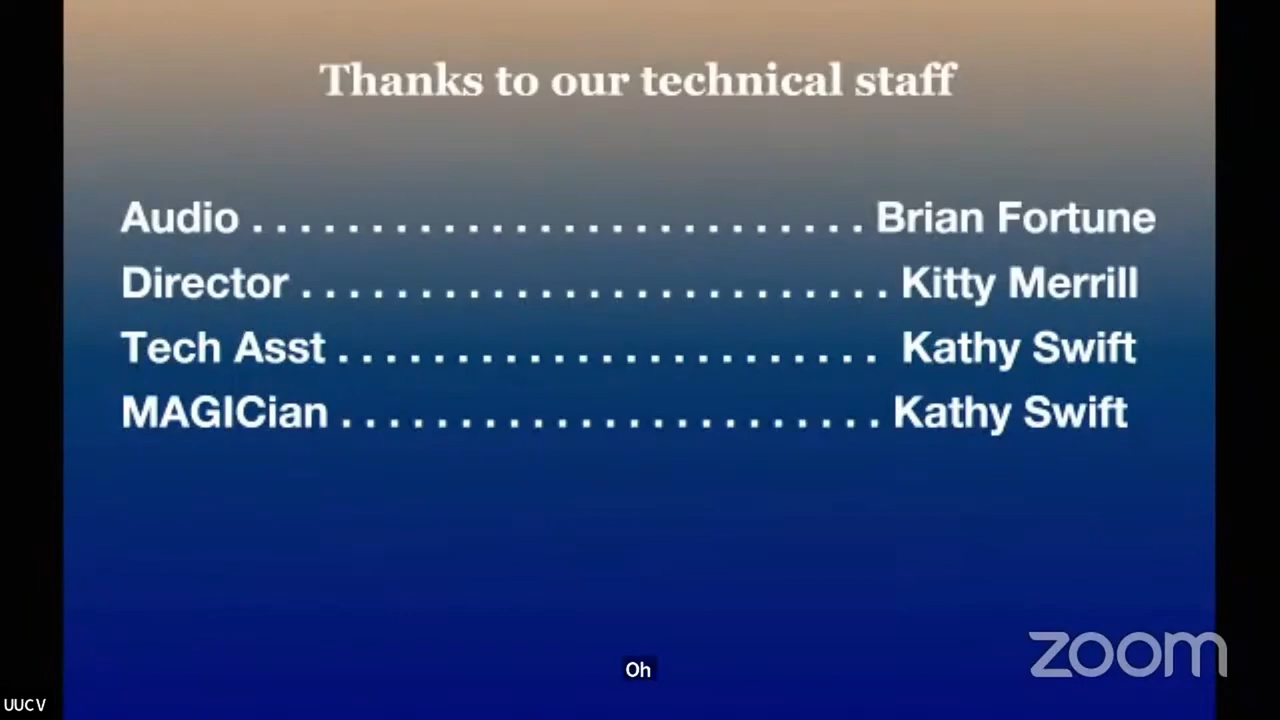 Thanks to our technical staff
Audio . . . . . . . . . . . . . . . . . . . . . . . . . . Brian Fortune
Director . . . . . . . . . . . . . . . . . . . . . . . . . Kitty Merrill
Tech Asst . . . . . . . . . . . . . . . . . . . . . . . Kathy Swift
MAGICian . . . . . . . . . . . . . . . . . . . . . . . Kathy Swift
Oh
zoom
UUCV